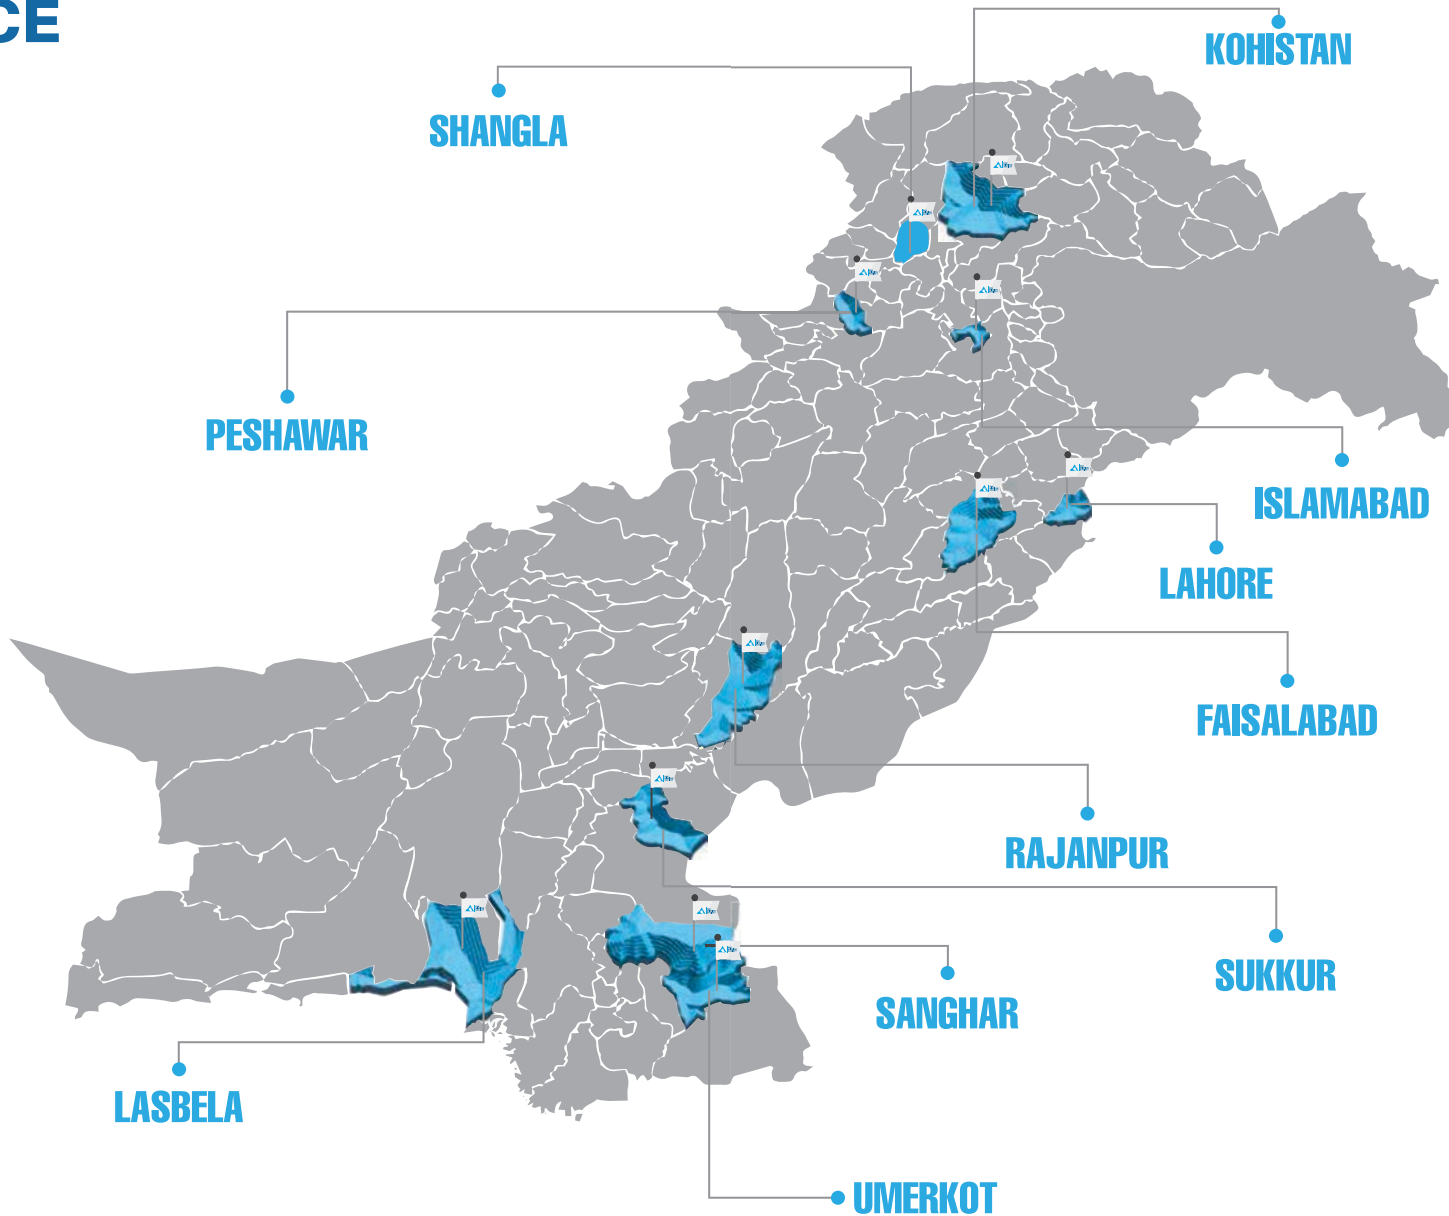 CE
KOHISTAN
SHANGLA
PESHAWAR
ISLAMABAD
LAHORE
FAISALABAD
RAJANPUR
SUKKUR
SANGHAR
LASBELA
UMERKOT